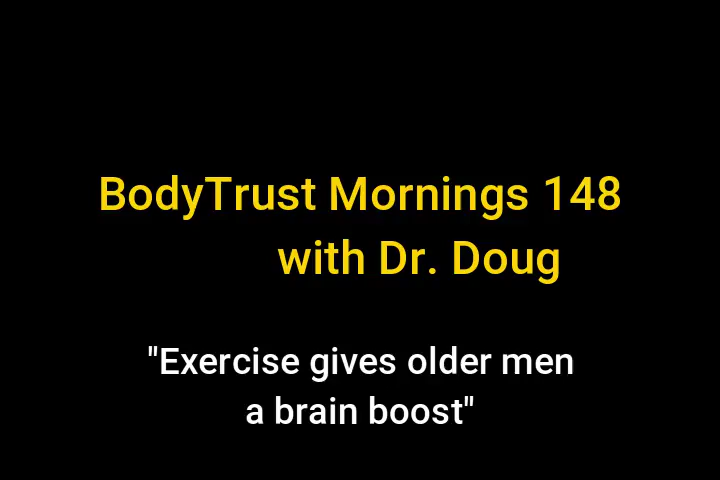 BodyTrust Mornings 148
with Dr. Doug
"Exercise gives older men
a brain boost"